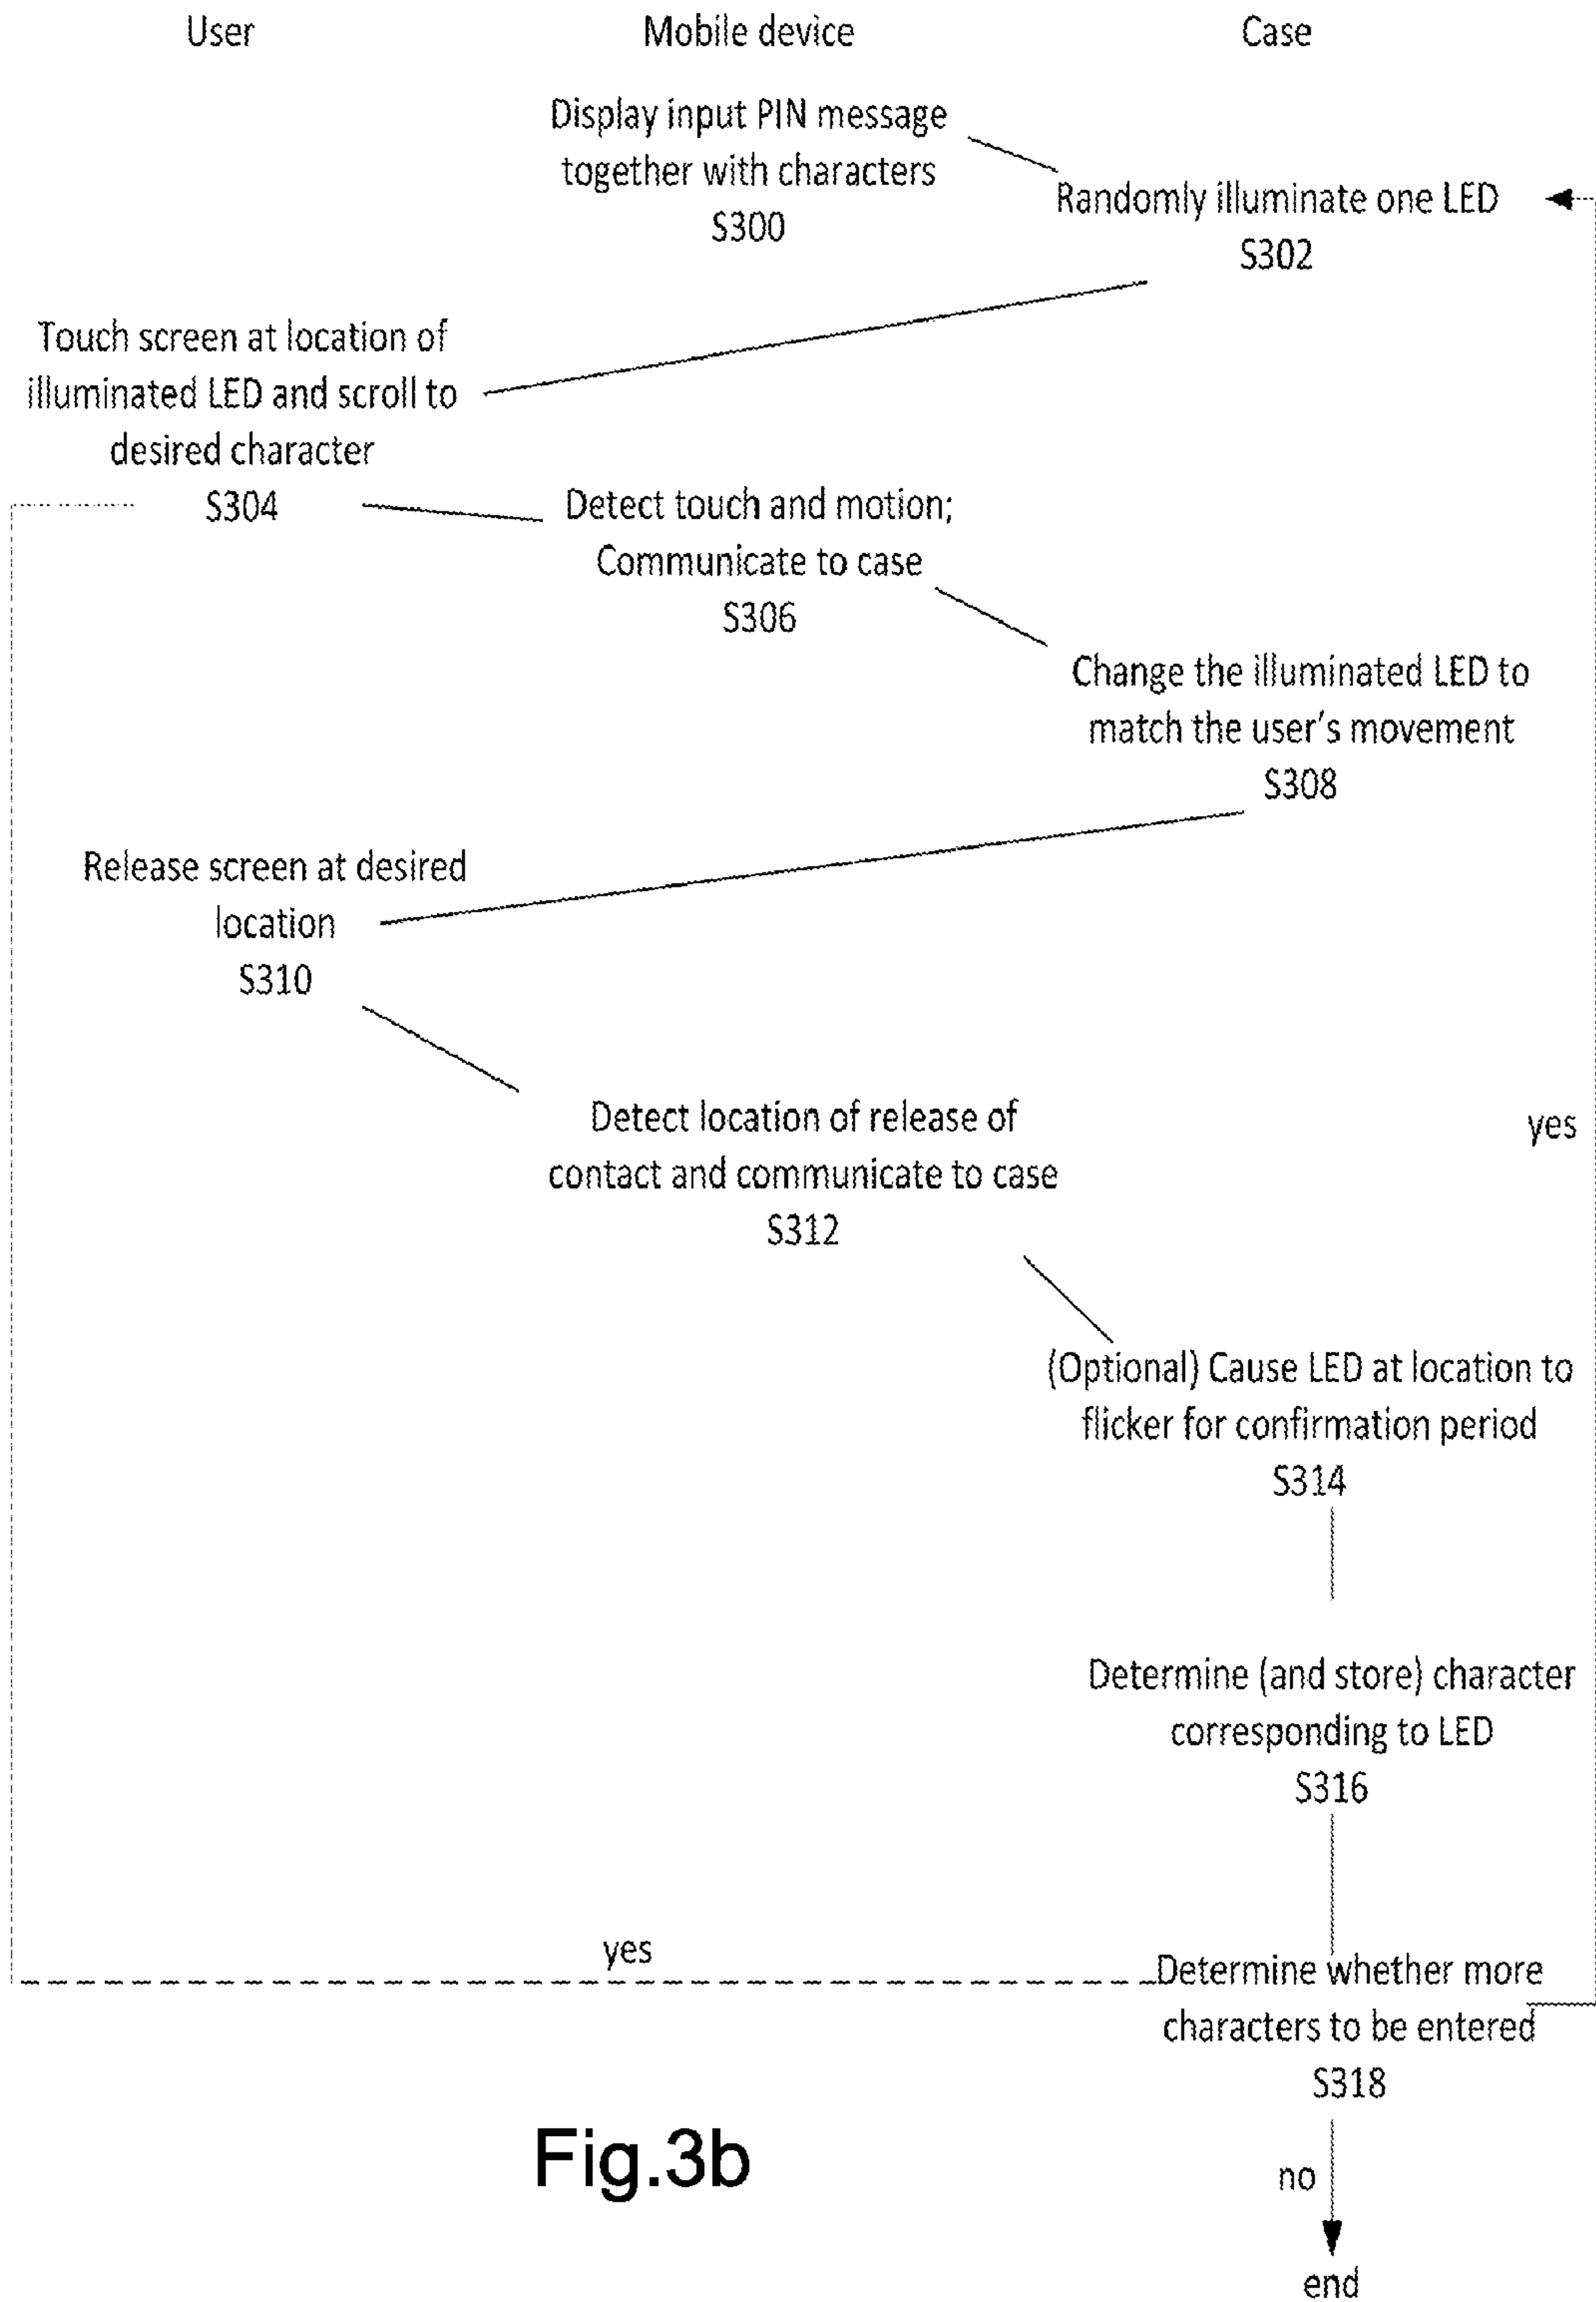 User
Mobile device
Case
Display input PIN message
together with characters
S300
Randomly illuminate one LED
S302
Touch screen at location of
illuminated LED and scroll to
desired character
S304
Detect touch and motion;
Communicate to case
S306
Change the illuminated LED to
match the user's movement
S308
Release screen at desired
location
S310
Detect location of release of
contact and communicate to case
S312
yes
(Optional) Cause LED at location to
flicker for confirmation period
S314
Determine (and store) character
corresponding to LED
S316
yes
Determine whether more
characters to be entered
S318
no
end
Fig.3b